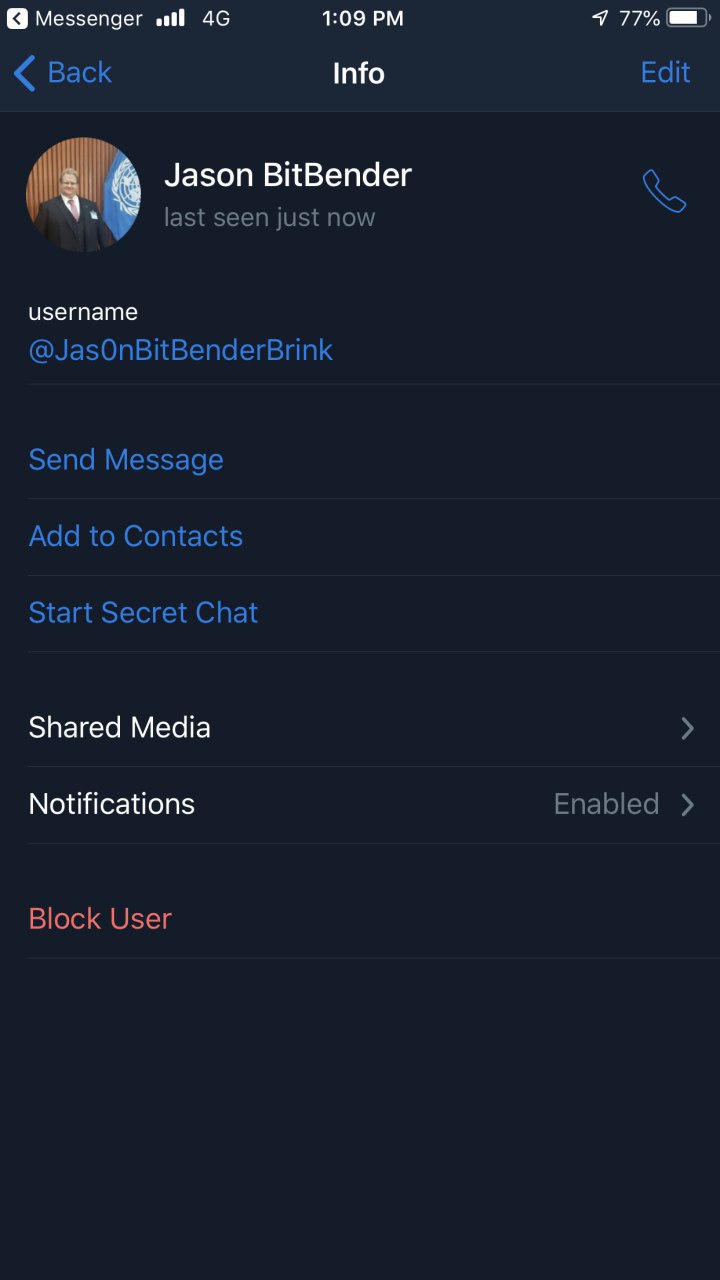 Messenger 4G 1:09 PM 77%
Back Info Edit
Jason BitBender
last seen just now
username
@Jas0nBitBenderBrink
Send Message
Add to Contacts
Start Secret Chat
Shared Media
Notifications Enabled
Block User